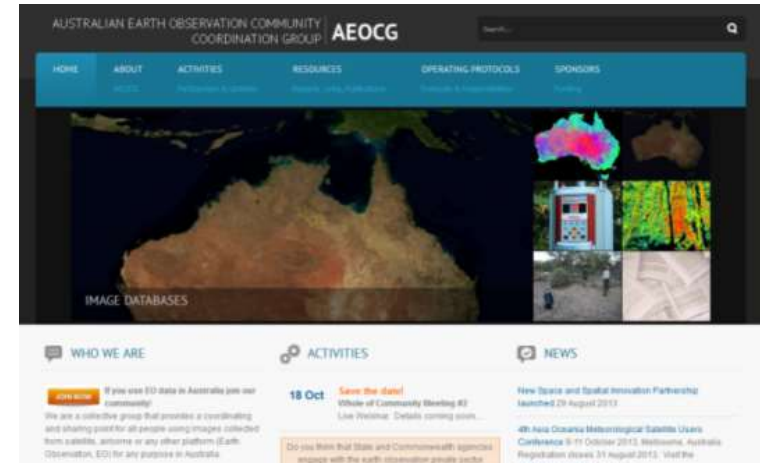 AUSTRALIAN EARTH OBSERVATION COMMUNITY
COORDINATION GROUP
AEOCG
Search...
HOME
ABOUT
ACTIVITIES
RESOURCES
OPERATING PROTOCOLS
SPONSORS
AEOCG
Funding
IMAGE DATABASES
WHO WE ARE
JOIN NOW If you use EO data in Australia join our
community!
We are a collective group that provides a coordinating
and sharing point for all people using images collected
from satellite, airborne or any other platform (Earth
Observation, EO) for any purpose in Australia.
ACTIVITIES
18 Oct
Save the date!
Whole of Community Meeting #2
Live Webinar. Details coming soon...
Do you think that State and Commonwealth agencies
engage with the earth observation private sector
NEWS
New Space and Spatial Innovation Partnership
launched 29 August 2013
4th Asia Oceania Meteorological Satellite Users
Conference 9-11 October 2013, Melbourne, Australia.
Registration closes 31 August 2013. Visit the